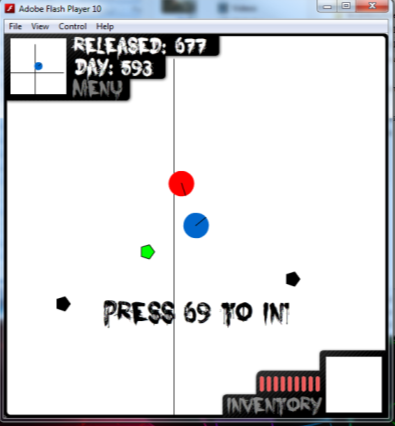 Adobe Flash Player 10
File View Control Help
RELEASED: 677
DAY: 593
MENU
PRESS 69 TO IN
INVENTORY